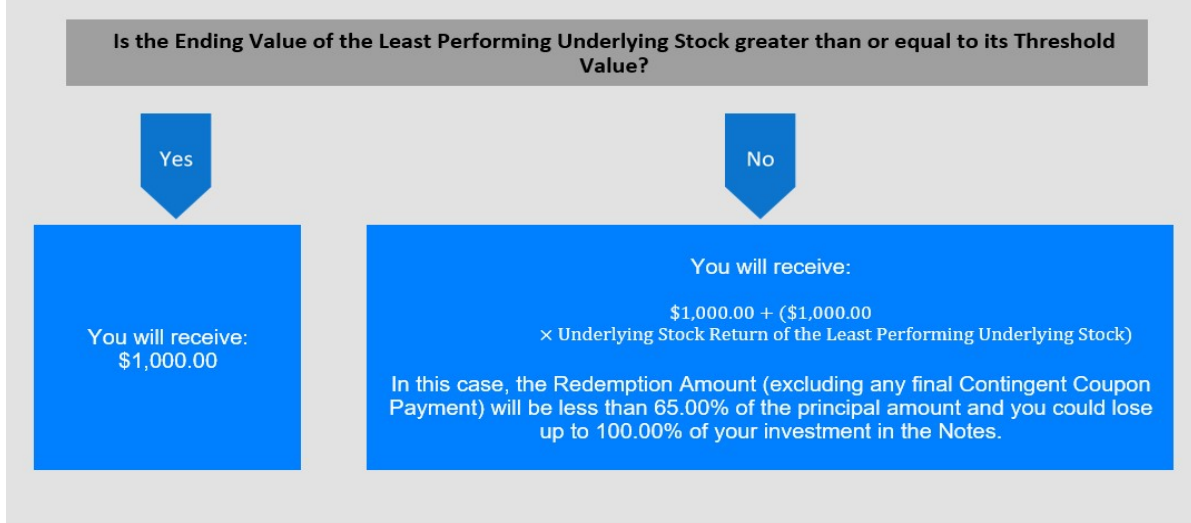 Is the Ending Value of the Least Performing Underlying Stock greater than or equal to its Threshold
Value?
Yes
No
You will receive:
$1,000.00
You will receive:
$1,000.00 + ($1,000.00
× Underlying Stock Return of the Least Performing Underlying Stock)
In this case, the Redemption Amount (excluding any final Contingent Coupon
Payment) will be less than 65.00% of the principal amount and you could lose
up to 100.00% of your investment in the Notes.